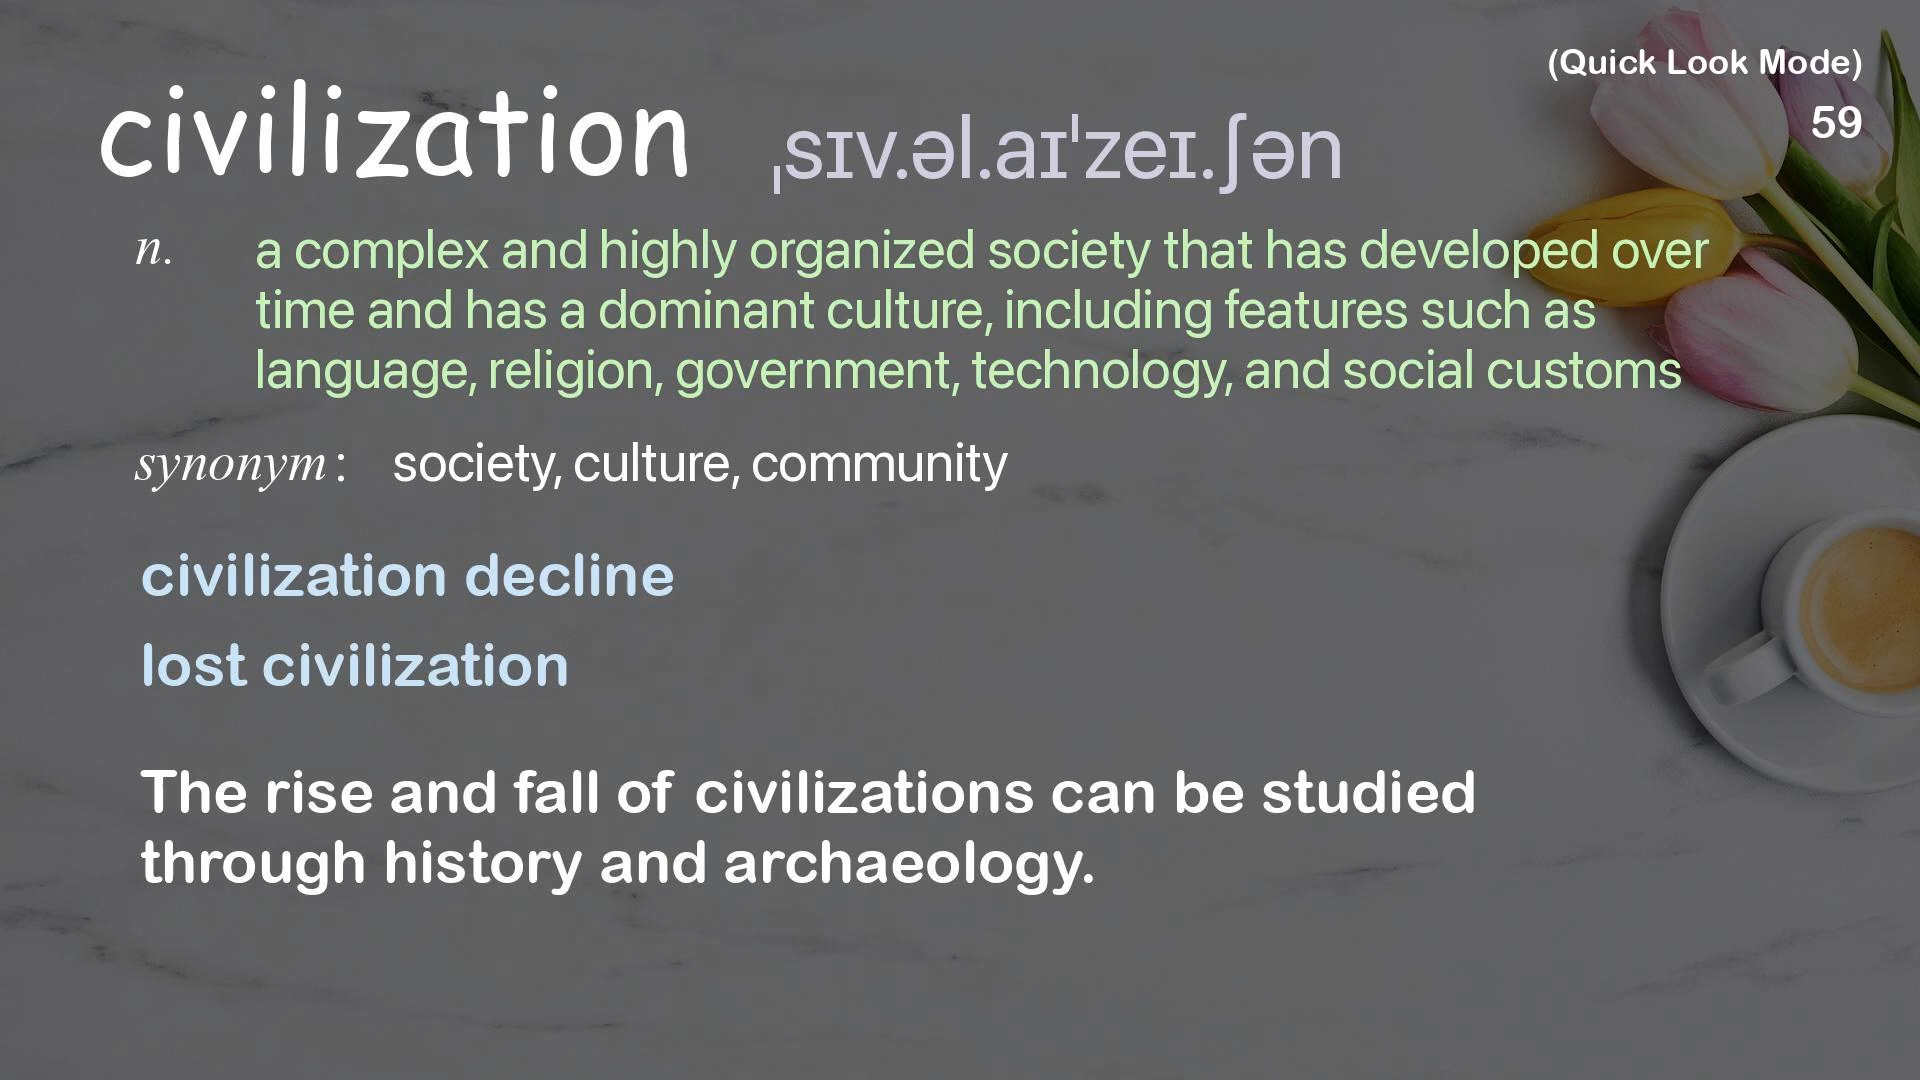 (Quick Look Mode)
59
civilization ˌsɪv.əl.aɪˈzeɪ.ʃən
n. a complex and highly organized society that has developed over
time and has a dominant culture, including features such as
language, religion, government, technology, and social customs
synonym: society, culture, community
civilization decline
lost civilization
The rise and fall of civilizations can be studied
through history and archaeology.